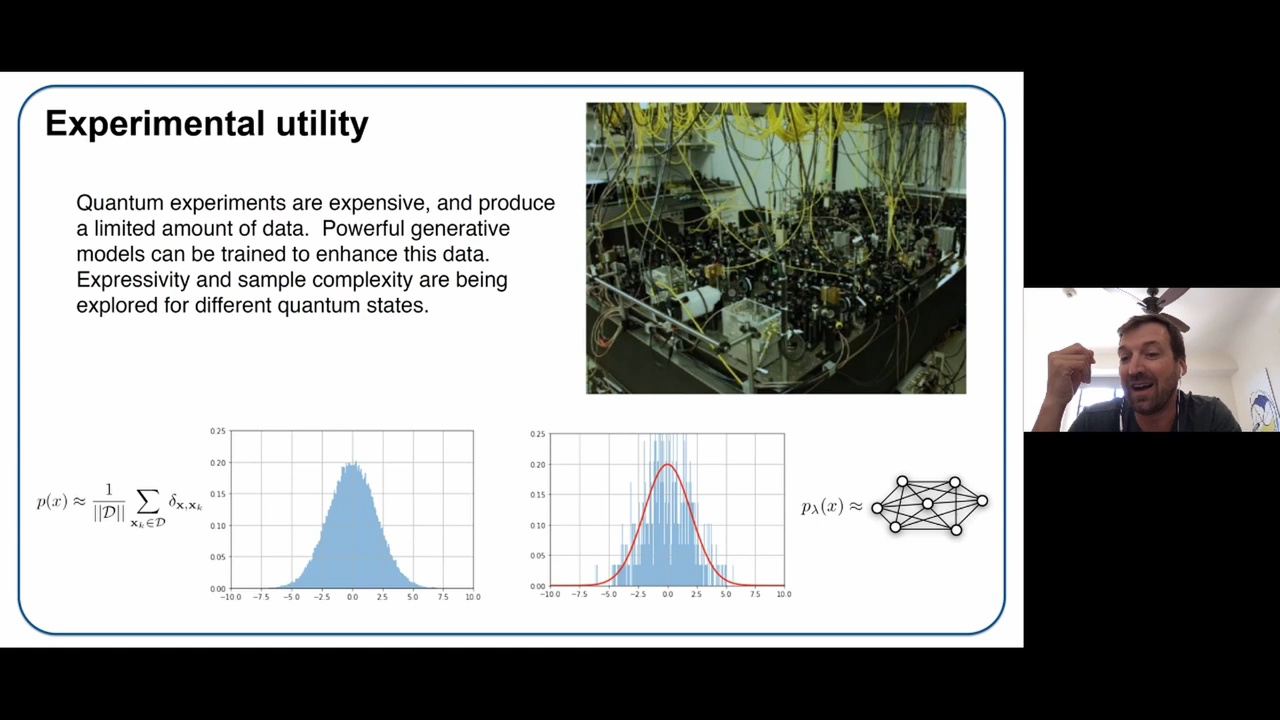 Experimental utility
Quantum experiments are expensive, and produce
a limited amount of data.  Powerful generative
models can be trained to enhance this data.
Expressivity and sample complexity are being
explored for different quantum states.
p(x) ≈ 1/||𝒟|| ∑_{𝐱ₖ∈𝒟} δ_{𝐱,𝐱ₖ}
0.25
0.20
0.15
0.10
0.05
0.00
−10.0 −7.5 −5.0 −2.5 0.0 2.5 5.0 7.5 10.0
0.25
0.20
0.15
0.10
0.05
0.00
−10.0 −7.5 −5.0 −2.5 0.0 2.5 5.0 7.5 10.0
p_λ(x) ≈